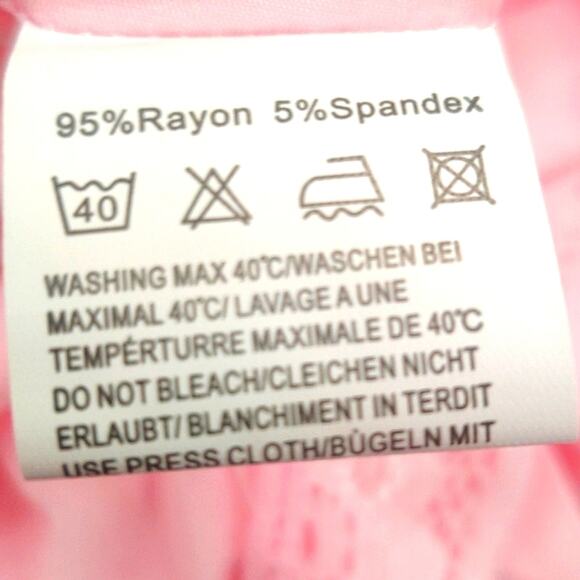 95%Rayon 5%Spandex
40
WASHING MAX 40°C/WASCHEN BEI
MAXIMAL 40°C/ LAVAGE A UNE
TEMPÉRTURRE MAXIMALE DE 40°C
DO NOT BLEACH/CLEICHEN NICHT
ERLAUBT/ BLANCHIMENT IN TERDIT
USE PRESS CLOTH/BÜGELN MIT